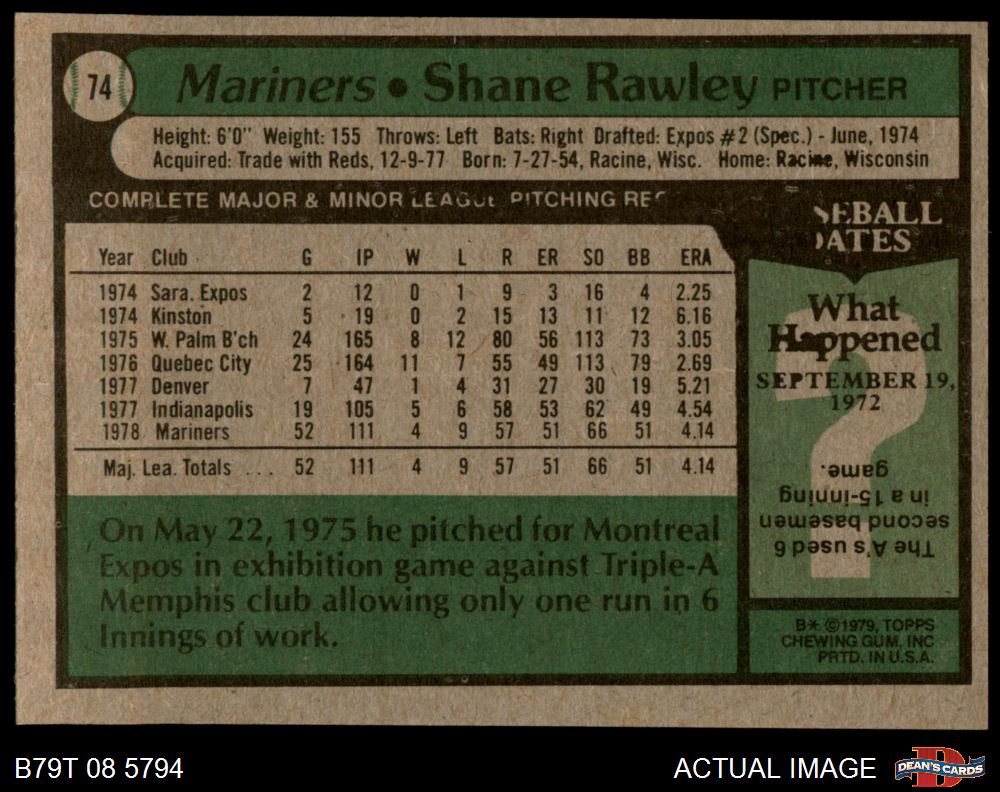 74
Mariners • Shane Rawley PITCHER
Height: 6'0" Weight: 155 Throws: Left Bats: Right Drafted: Expos #2 (Spec.) - June, 1974
Acquired: Trade with Reds, 12-9-77 Born: 7-27-54, Racine, Wisc. Home: Racine, Wisconsin
COMPLETE MAJOR & MINOR LEAGUE PITCHING REC
Year Club G IP W L R ER SO BB ERA
1974 Sara. Expos 2 12 0 1 9 3 16 4 2.25
1974 Kinston 5 19 0 2 15 13 11 12 6.16
1975 W. Palm B'ch 24 165 8 12 80 56 113 73 3.05
1976 Quebec City 25 164 11 7 55 49 113 79 2.69
1977 Denver 7 47 1 4 31 27 30 19 5.21
1977 Indianapolis 19 105 5 6 58 53 62 49 4.54
1978 Mariners 52 111 4 9 57 51 66 51 4.14
Maj. Lea. Totals ... 52 111 4 9 57 51 66 51 4.14
On May 22, 1975 he pitched for Montreal
Expos in exhibition game against Triple-A
Memphis club allowing only one run in 6
Innings of work.
SEBALL
DATES
What
Happened
SEPTEMBER 19,
1972
?
The A's used 6
second basemen
in a 15-inning
game.
B* ©1979, TOPPS
CHEWING GUM, INC
PRTD. IN U.S.A.
B79T 08 5794
ACTUAL IMAGE
DEAN'S CARDS